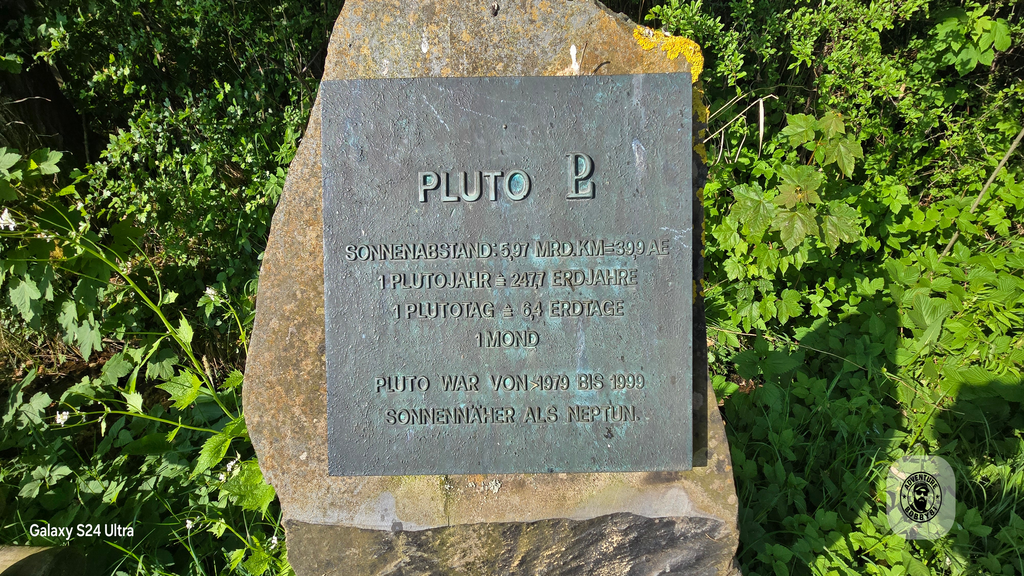 PLUTO ♇
SONNENABSTAND: 5,97 MRD. KM=39,9 AE
1 PLUTOJAHR ≙ 247,7 ERDJAHRE
1 PLUTOTAG ≙ 6,4 ERDTAGE
1 MOND
PLUTO WAR VON 1979 BIS 1999
SONNENNÄHER ALS NEPTUN.
Galaxy S24 Ultra
ADVENTURE